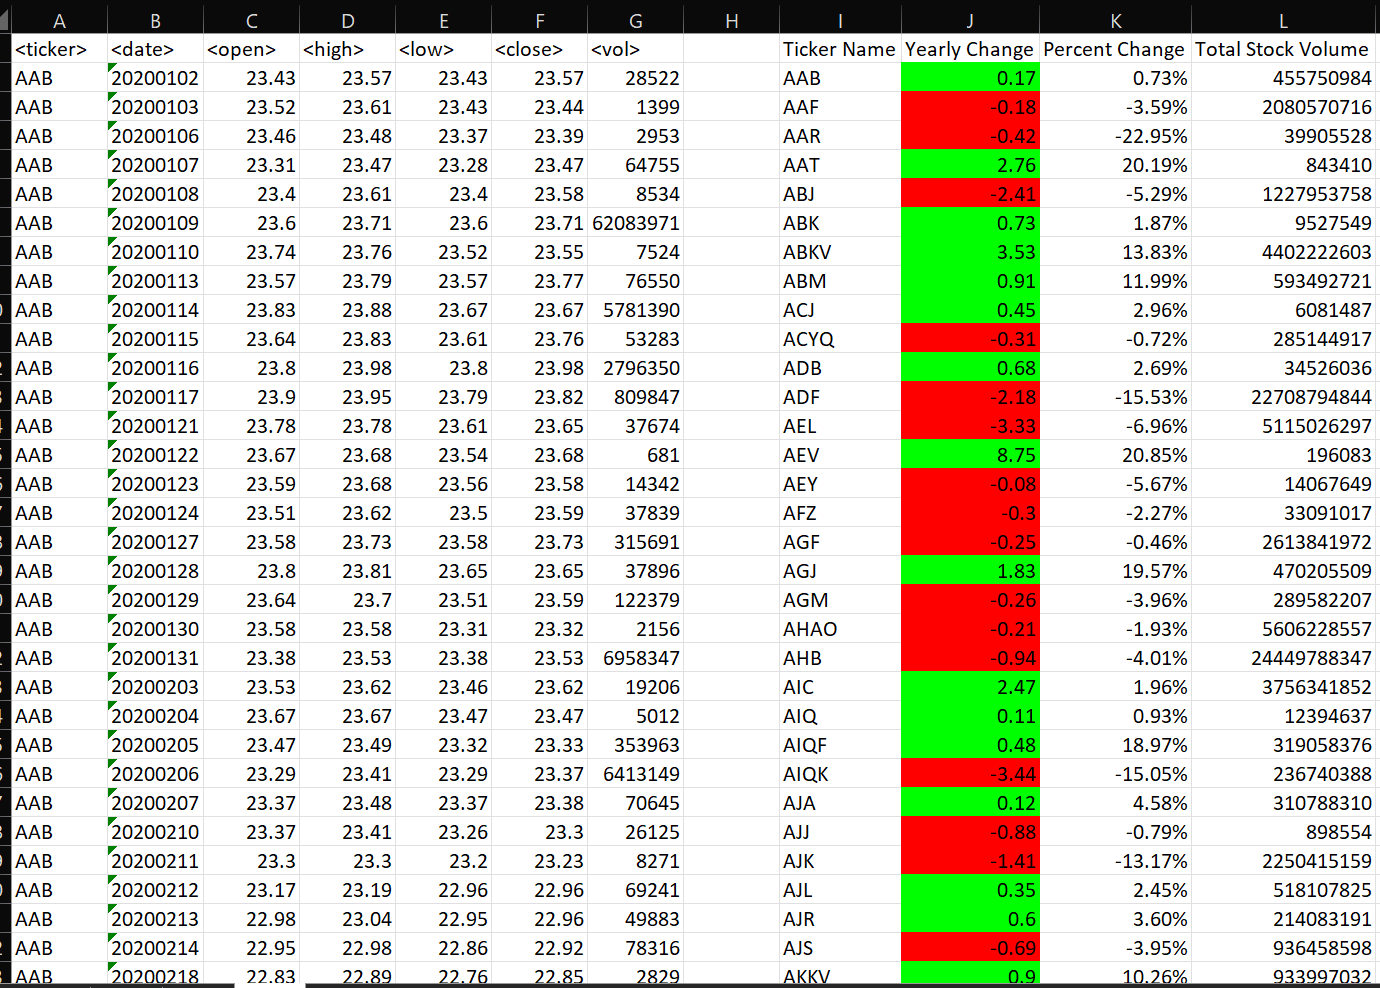 A B C D E F G H I J K L
<ticker> <date> <open> <high> <low> <close> <vol> Ticker Name Yearly Change Percent Change Total Stock Volume
AAB 20200102 23.43 23.57 23.43 23.57 28522 AAB 0.17 0.73% 455750984
AAB 20200103 23.52 23.61 23.43 23.44 1399 AAF -0.18 -3.59% 2080570716
AAB 20200106 23.46 23.48 23.37 23.39 2953 AAR -0.42 -22.95% 39905528
AAB 20200107 23.31 23.47 23.28 23.47 64755 AAT 2.76 20.19% 843410
AAB 20200108 23.4 23.61 23.4 23.58 8534 ABJ -2.41 -5.29% 1227953758
AAB 20200109 23.6 23.71 23.6 23.71 62083971 ABK 0.73 1.87% 9527549
AAB 20200110 23.74 23.76 23.52 23.55 7524 ABKV 3.53 13.83% 4402222603
AAB 20200113 23.57 23.79 23.57 23.77 76550 ABM 0.91 11.99% 593492721
AAB 20200114 23.83 23.88 23.67 23.67 5781390 ACJ 0.45 2.96% 6081487
AAB 20200115 23.64 23.83 23.61 23.76 53283 ACYQ -0.31 -0.72% 285144917
AAB 20200116 23.8 23.98 23.8 23.98 2796350 ADB 0.68 2.69% 34526036
AAB 20200117 23.9 23.95 23.79 23.82 809847 ADF -2.18 -15.53% 22708794844
AAB 20200121 23.78 23.78 23.61 23.65 37674 AEL -3.33 -6.96% 5115026297
AAB 20200122 23.67 23.68 23.54 23.68 681 AEV 8.75 20.85% 196083
AAB 20200123 23.59 23.68 23.56 23.58 14342 AEY -0.08 -5.67% 14067649
AAB 20200124 23.51 23.62 23.5 23.59 37839 AFZ -0.3 -2.27% 33091017
AAB 20200127 23.58 23.73 23.58 23.73 315691 AGF -0.25 -0.46% 2613841972
AAB 20200128 23.8 23.81 23.65 23.65 37896 AGJ 1.83 19.57% 470205509
AAB 20200129 23.64 23.7 23.51 23.59 122379 AGM -0.26 -3.96% 289582207
AAB 20200130 23.58 23.58 23.31 23.32 2156 AHAO -0.21 -1.93% 5606228557
AAB 20200131 23.38 23.53 23.38 23.53 6958347 AHB -0.94 -4.01% 24449788347
AAB 20200203 23.53 23.62 23.46 23.62 19206 AIC 2.47 1.96% 3756341852
AAB 20200204 23.67 23.67 23.47 23.47 5012 AIQ 0.11 0.93% 12394637
AAB 20200205 23.47 23.49 23.32 23.33 353963 AIQF 0.48 18.97% 319058376
AAB 20200206 23.29 23.41 23.29 23.37 6413149 AIQK -3.44 -15.05% 236740388
AAB 20200207 23.37 23.48 23.37 23.38 70645 AJA 0.12 4.58% 310788310
AAB 20200210 23.37 23.41 23.26 23.3 26125 AJJ -0.88 -0.79% 898554
AAB 20200211 23.3 23.3 23.2 23.23 8271 AJK -1.41 -13.17% 2250415159
AAB 20200212 23.17 23.19 22.96 22.96 69241 AJL 0.35 2.45% 518107825
AAB 20200213 22.98 23.04 22.95 22.96 49883 AJR 0.6 3.60% 214083191
AAB 20200214 22.95 22.98 22.86 22.92 78316 AJS -0.69 -3.95% 936458598
AAB 20200218 22.83 22.89 22.76 22.85 2829 AKKV 0.9 10.26% 933997032